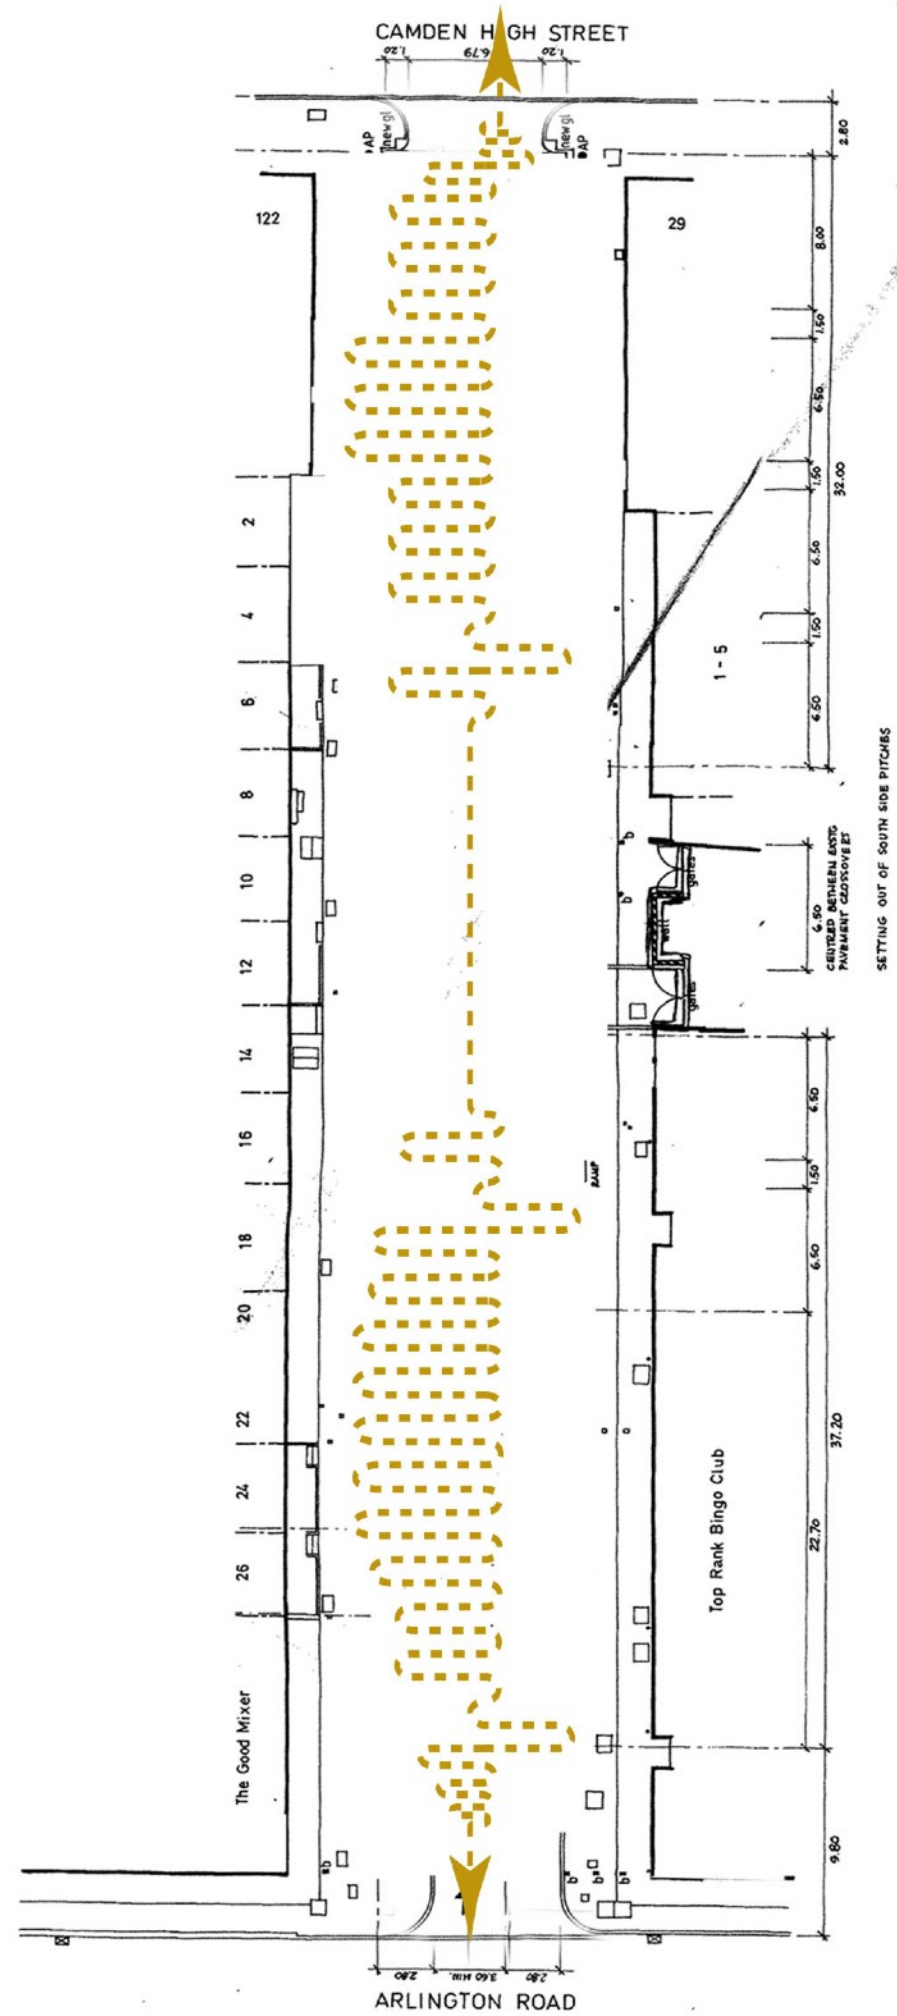 CAMDEN HIGH STREET
1.20
6.79
1.20
new gl
AP
new gl
AP
2.80
122
29
8.00
1.50
6.50
1.50
32.00
2
6.50
4
1.50
1 - 5
6
6.50
8
b
gates
10
b
wall
6.50
CENTRED BETWEEN EXSTG
PAVEMENT CROSSOVERS
SETTING OUT OF SOUTH SIDE PITCHES
12
gates
14
6.50
16
1.50
RAMP
18
6.50
20
22
37.20
24
Top Rank Bingo Club
22.70
26
The Good Mixer
9.80
b
b
b
b
2.80
3.60 MIN.
2.80
ARLINGTON ROAD